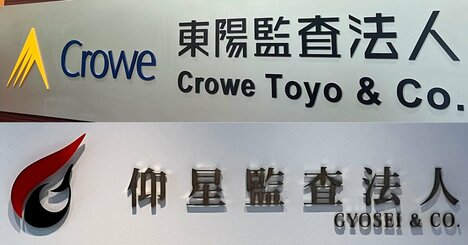 Crowe
東陽監査法人
Crowe Toyo & Co.
仰星監査法人
GYOSEI & CO.